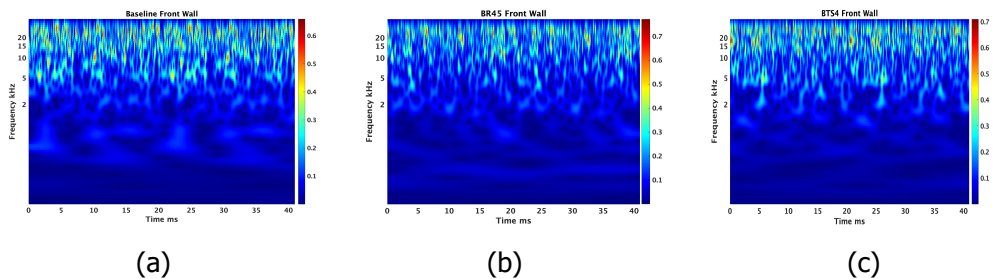 Baseline Front Wall
20
15
10
5
2
Frequency kHz
0 5 10 15 20 25 30 35 40
Time ms
0.6
0.5
0.4
0.3
0.2
0.1
(a)
BR45 Front Wall
20
15
10
5
2
Frequency kHz
0 5 10 15 20 25 30 35 40
Time ms
0.7
0.6
0.5
0.4
0.3
0.2
0.1
(b)
BTS4 Front Wall
20
15
10
5
2
Frequency kHz
0 5 10 15 20 25 30 35 40
Time ms
0.7
0.6
0.5
0.4
0.3
0.2
0.1
(c)